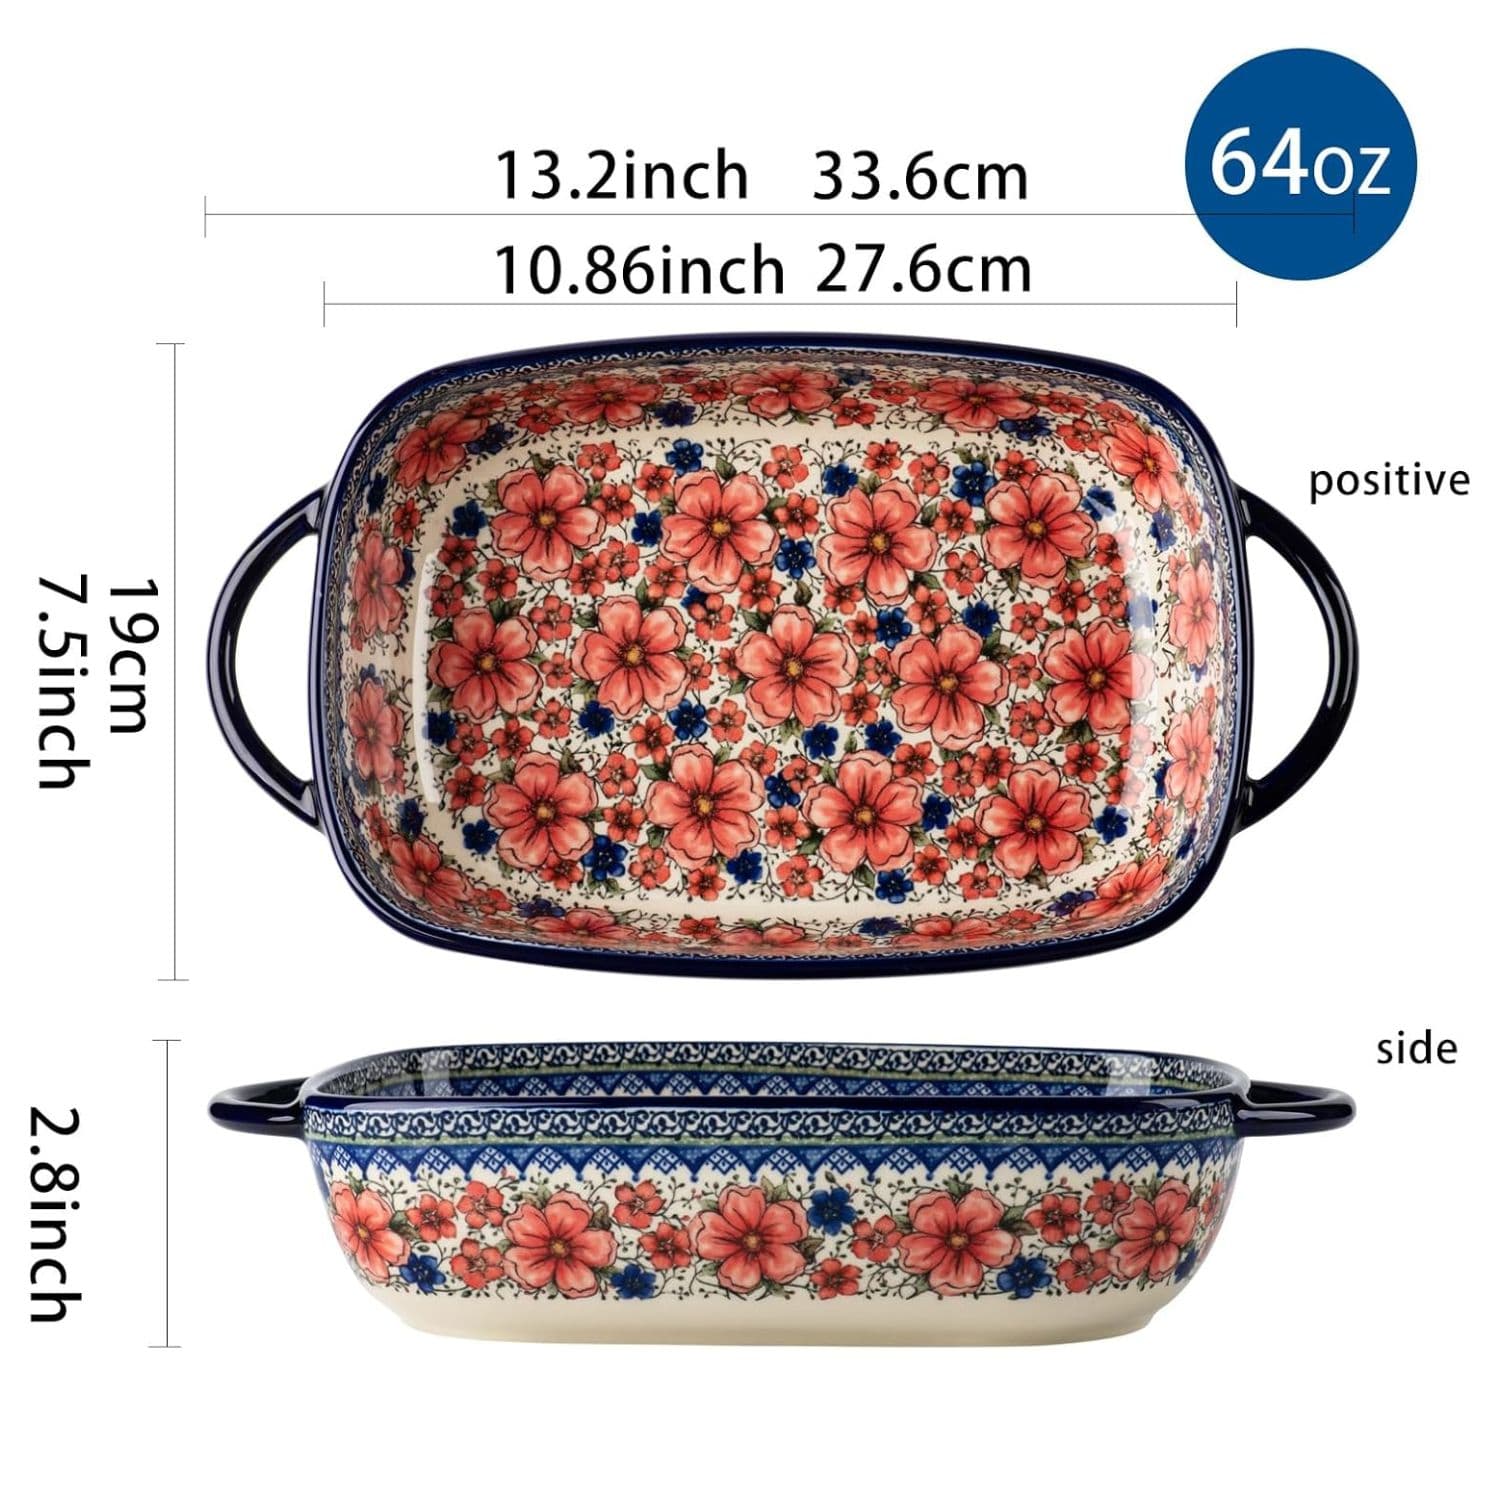 64oz
13.2inch 33.6cm
10.86inch 27.6cm
positive
19cm
7.5inch
side
2.8inch